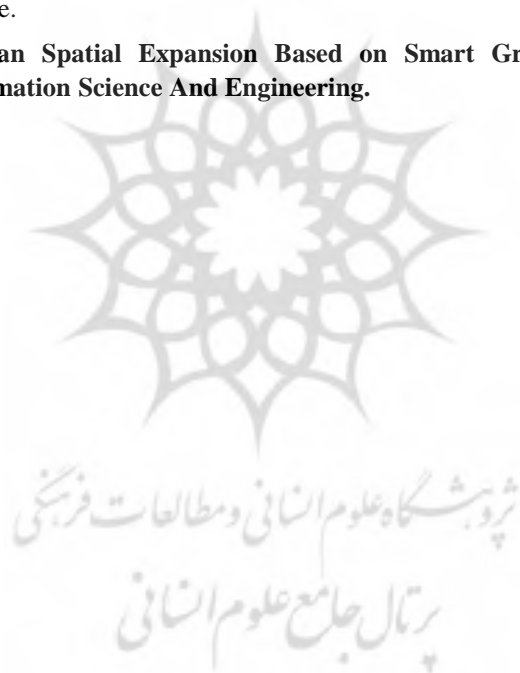 e.
an Spatial Expansion Based on Smart Gr
mation Science And Engineering.
پژوهشگاه علوم انسانی و مطالعات فرهنگی
پرتال جامع علوم انسانی